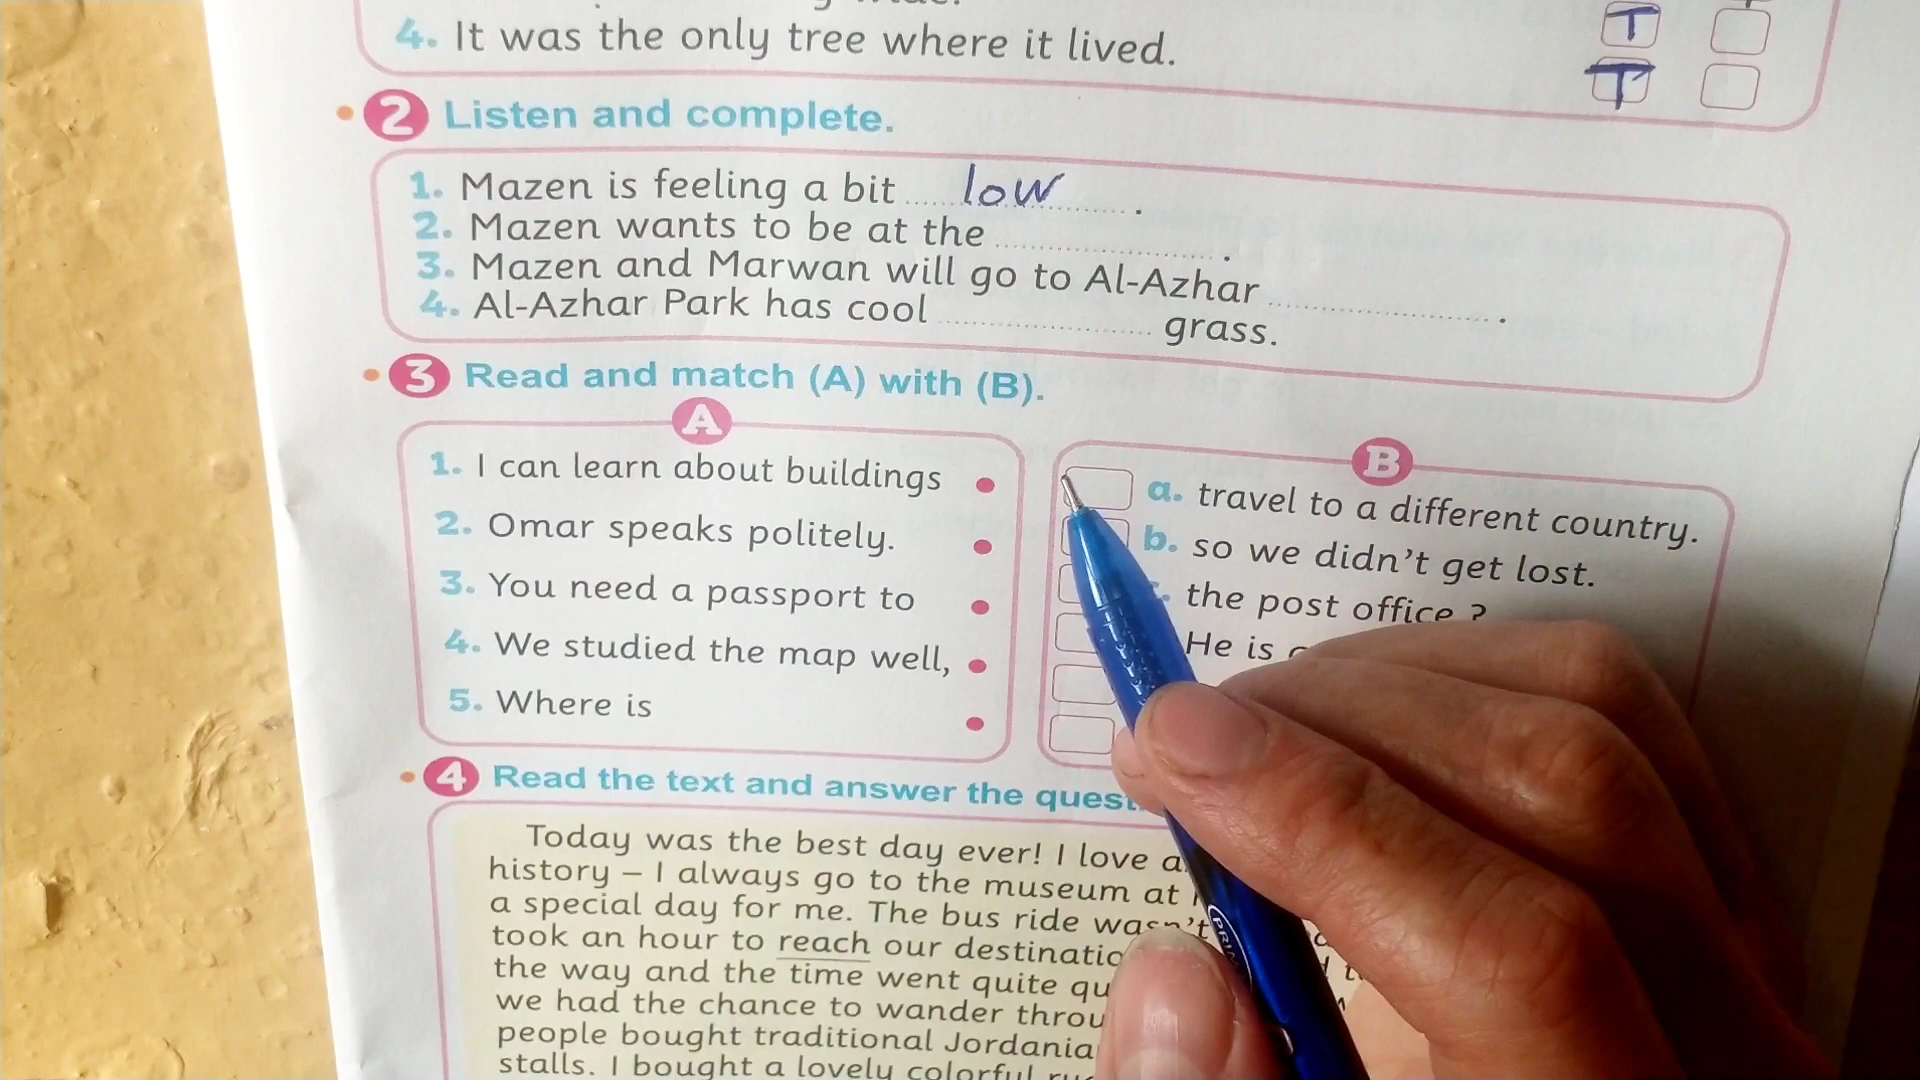 4. It was the only tree where it lived.
T
T
2 Listen and complete.
1. Mazen is feeling a bit low.
2. Mazen wants to be at the ............ .
3. Mazen and Marwan will go to Al-Azhar ............ .
4. Al-Azhar Park has cool ............ grass.
3 Read and match (A) with (B).
A
1. I can learn about buildings
2. Omar speaks politely.
3. You need a passport to
4. We studied the map well,
5. Where is
B
a. travel to a different country.
b. so we didn't get lost.
the post office ?
He is
4 Read the text and answer the
Today was the best day ever! I love
history – I always go to the museum at
a special day for me. The bus ride wasn't
took an hour to reach our
the way and the time went quite
we had the chance to wander
people bought traditional
stalls. I bought a lovely colorful
PRIM